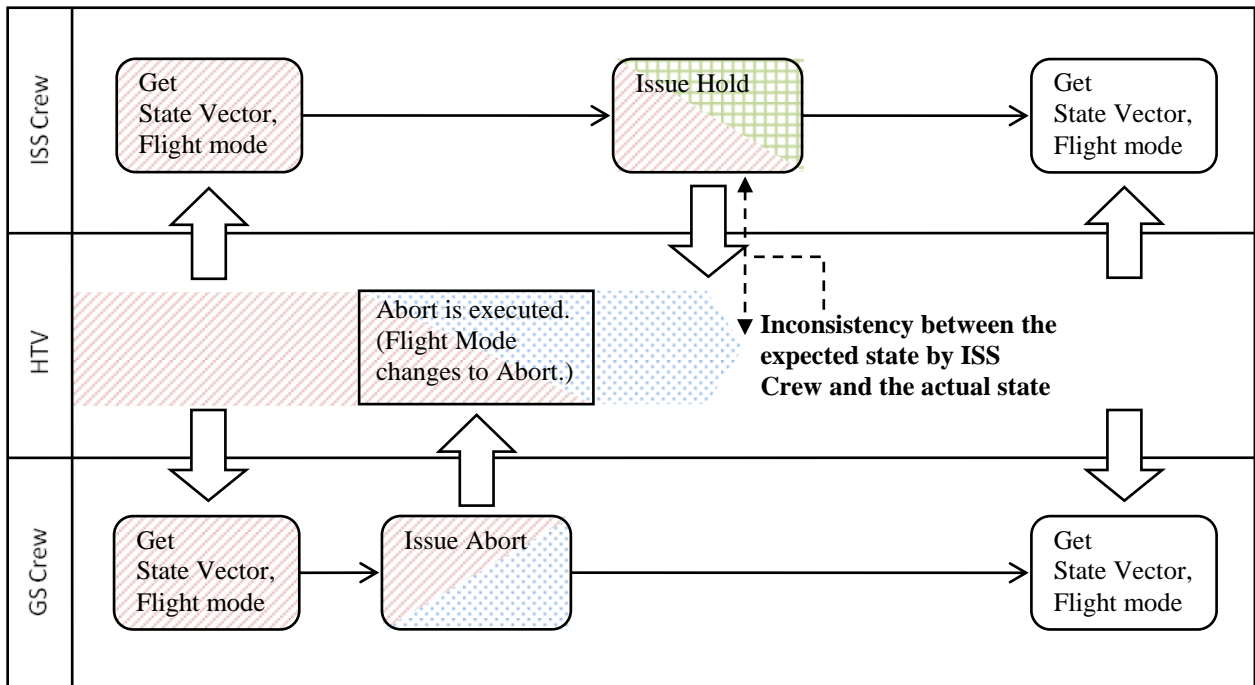 ISS Crew
Get
State Vector,
Flight mode
Issue Hold
Get
State Vector,
Flight mode
HTV
Abort is executed.
(Flight Mode
changes to Abort.)
Inconsistency between the
expected state by ISS
Crew and the actual state
GS Crew
Get
State Vector,
Flight mode
Issue Abort
Get
State Vector,
Flight mode